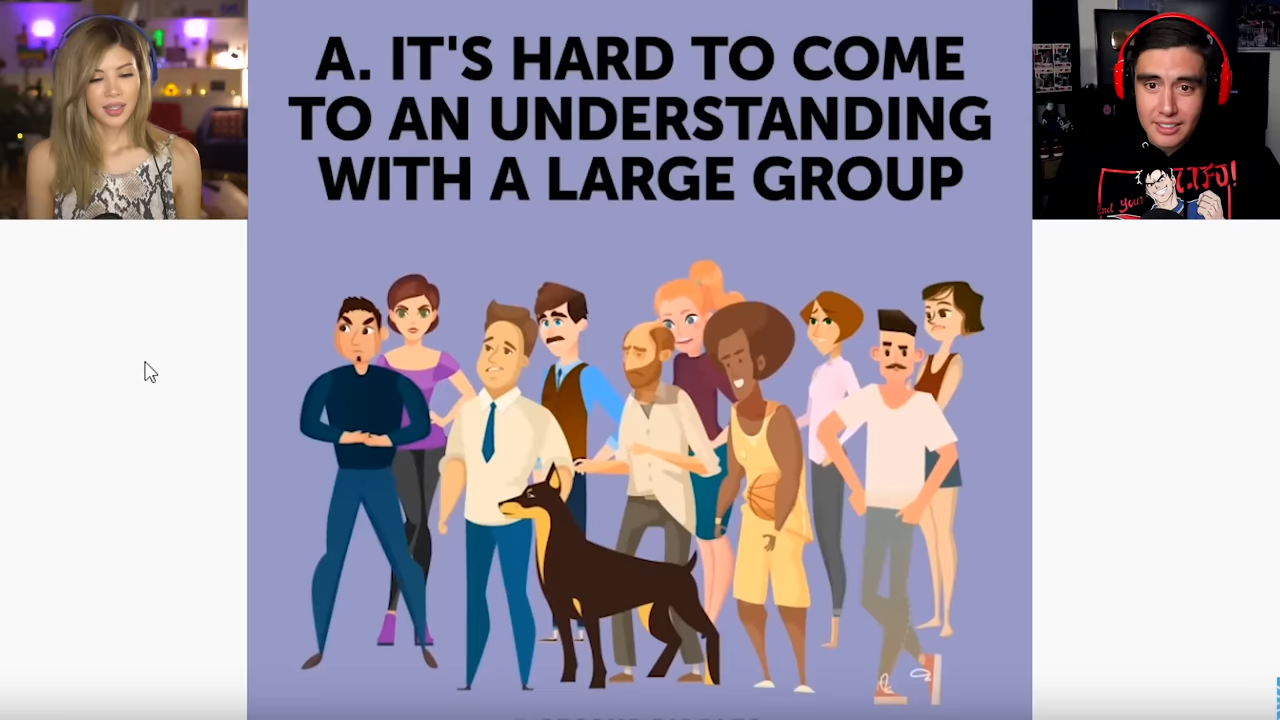 A. IT'S HARD TO COME
TO AN UNDERSTANDING
WITH A LARGE GROUP